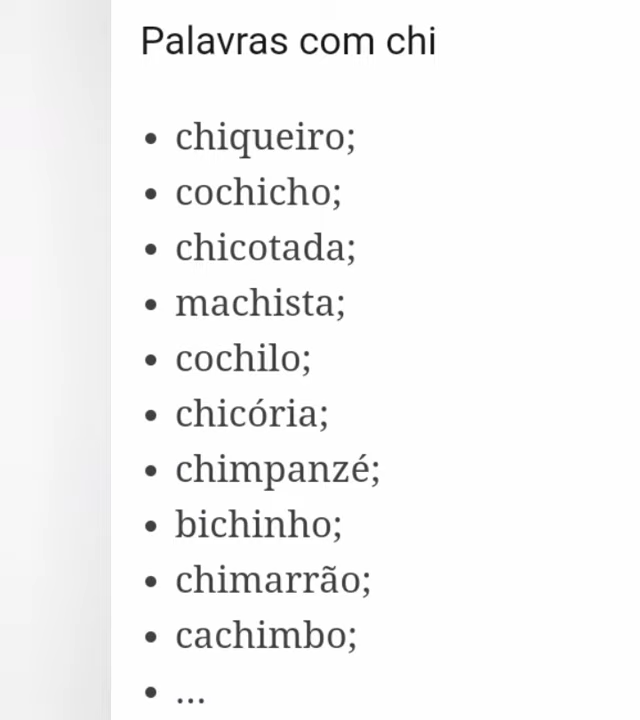 Palavras com chi
• chiqueiro;
• cochicho;
• chicotada;
• machista;
• cochilo;
• chicória;
• chimpanzé;
• bichinho;
• chimarrão;
• cachimbo;
• ...